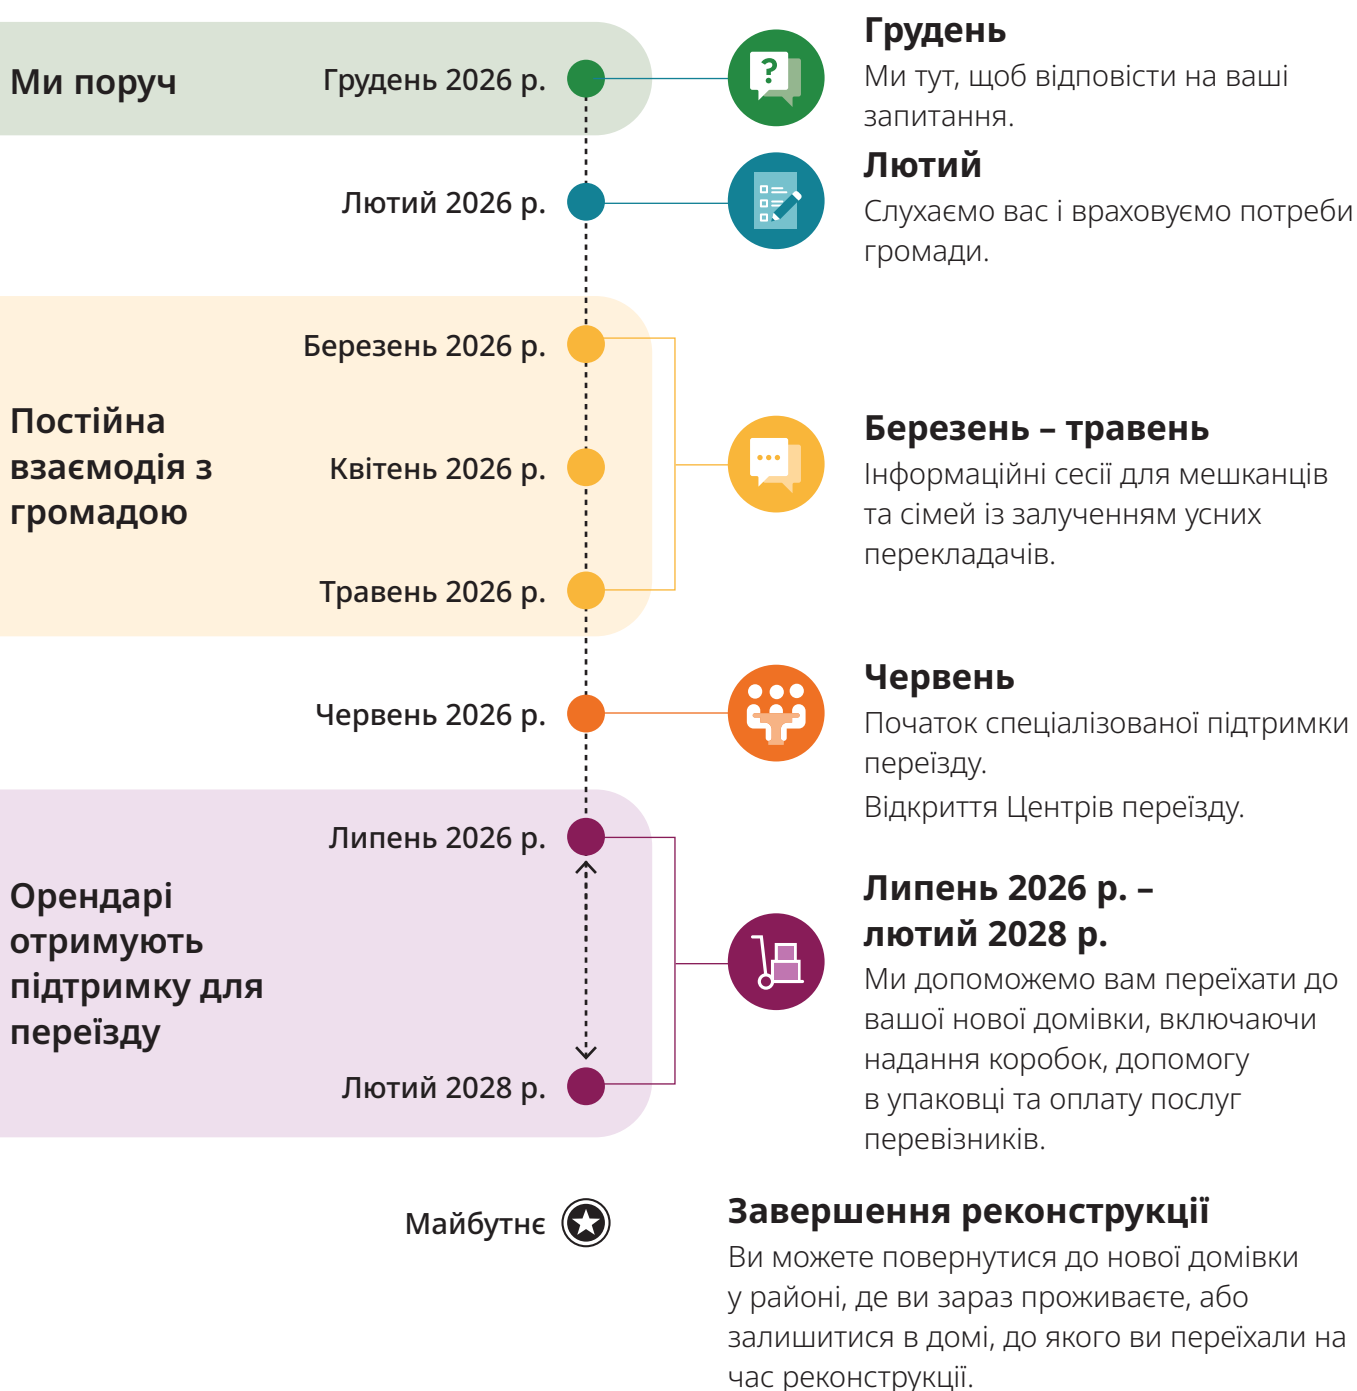 Ми поруч
Грудень 2026 р.
Грудень
Ми тут, щоб відповісти на ваші
запитання.
Лютий 2026 р.
Лютий
Слухаємо вас і враховуємо потреби
громади.
Постійна
взаємодія з
громадою
Березень 2026 р.
Квітень 2026 р.
Травень 2026 р.
Березень – травень
Інформаційні сесії для мешканців
та сімей із залученням усних
перекладачів.
Червень 2026 р.
Червень
Початок спеціалізованої підтримки
переїзду.
Відкриття Центрів переїзду.
Орендарі
отримують
підтримку для
переїзду
Липень 2026 р.
Лютий 2028 р.
Липень 2026 р. –
лютий 2028 р.
Ми допоможемо вам переїхати до
вашої нової домівки, включаючи
надання коробок, допомогу
в упаковці та оплату послуг
перевізників.
Майбутнє
Завершення реконструкції
Ви можете повернутися до нової домівки
у районі, де ви зараз проживаєте, або
залишитися в домі, до якого ви переїхали на
час реконструкції.